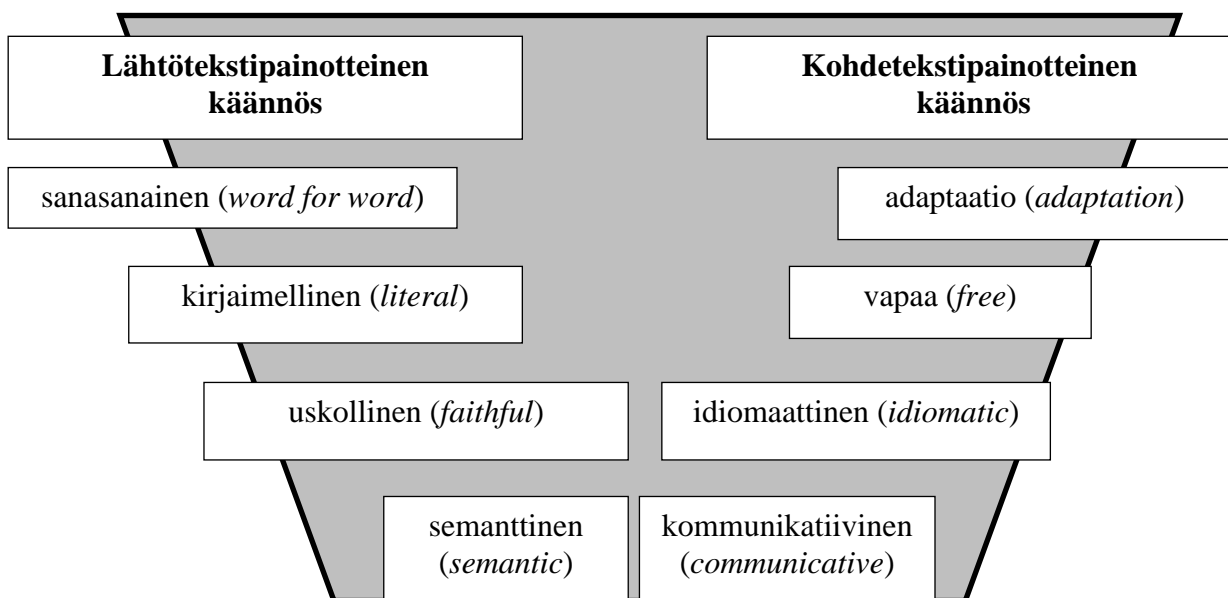 Lähtötekstipainotteinen
käännös
Kohdetekstipainotteinen
käännös
sanasanainen (word for word)
adaptaatio (adaptation)
kirjaimellinen (literal)
vapaa (free)
uskollinen (faithful)
idiomaattinen (idiomatic)
semanttinen
(semantic)
kommunikatiivinen
(communicative)